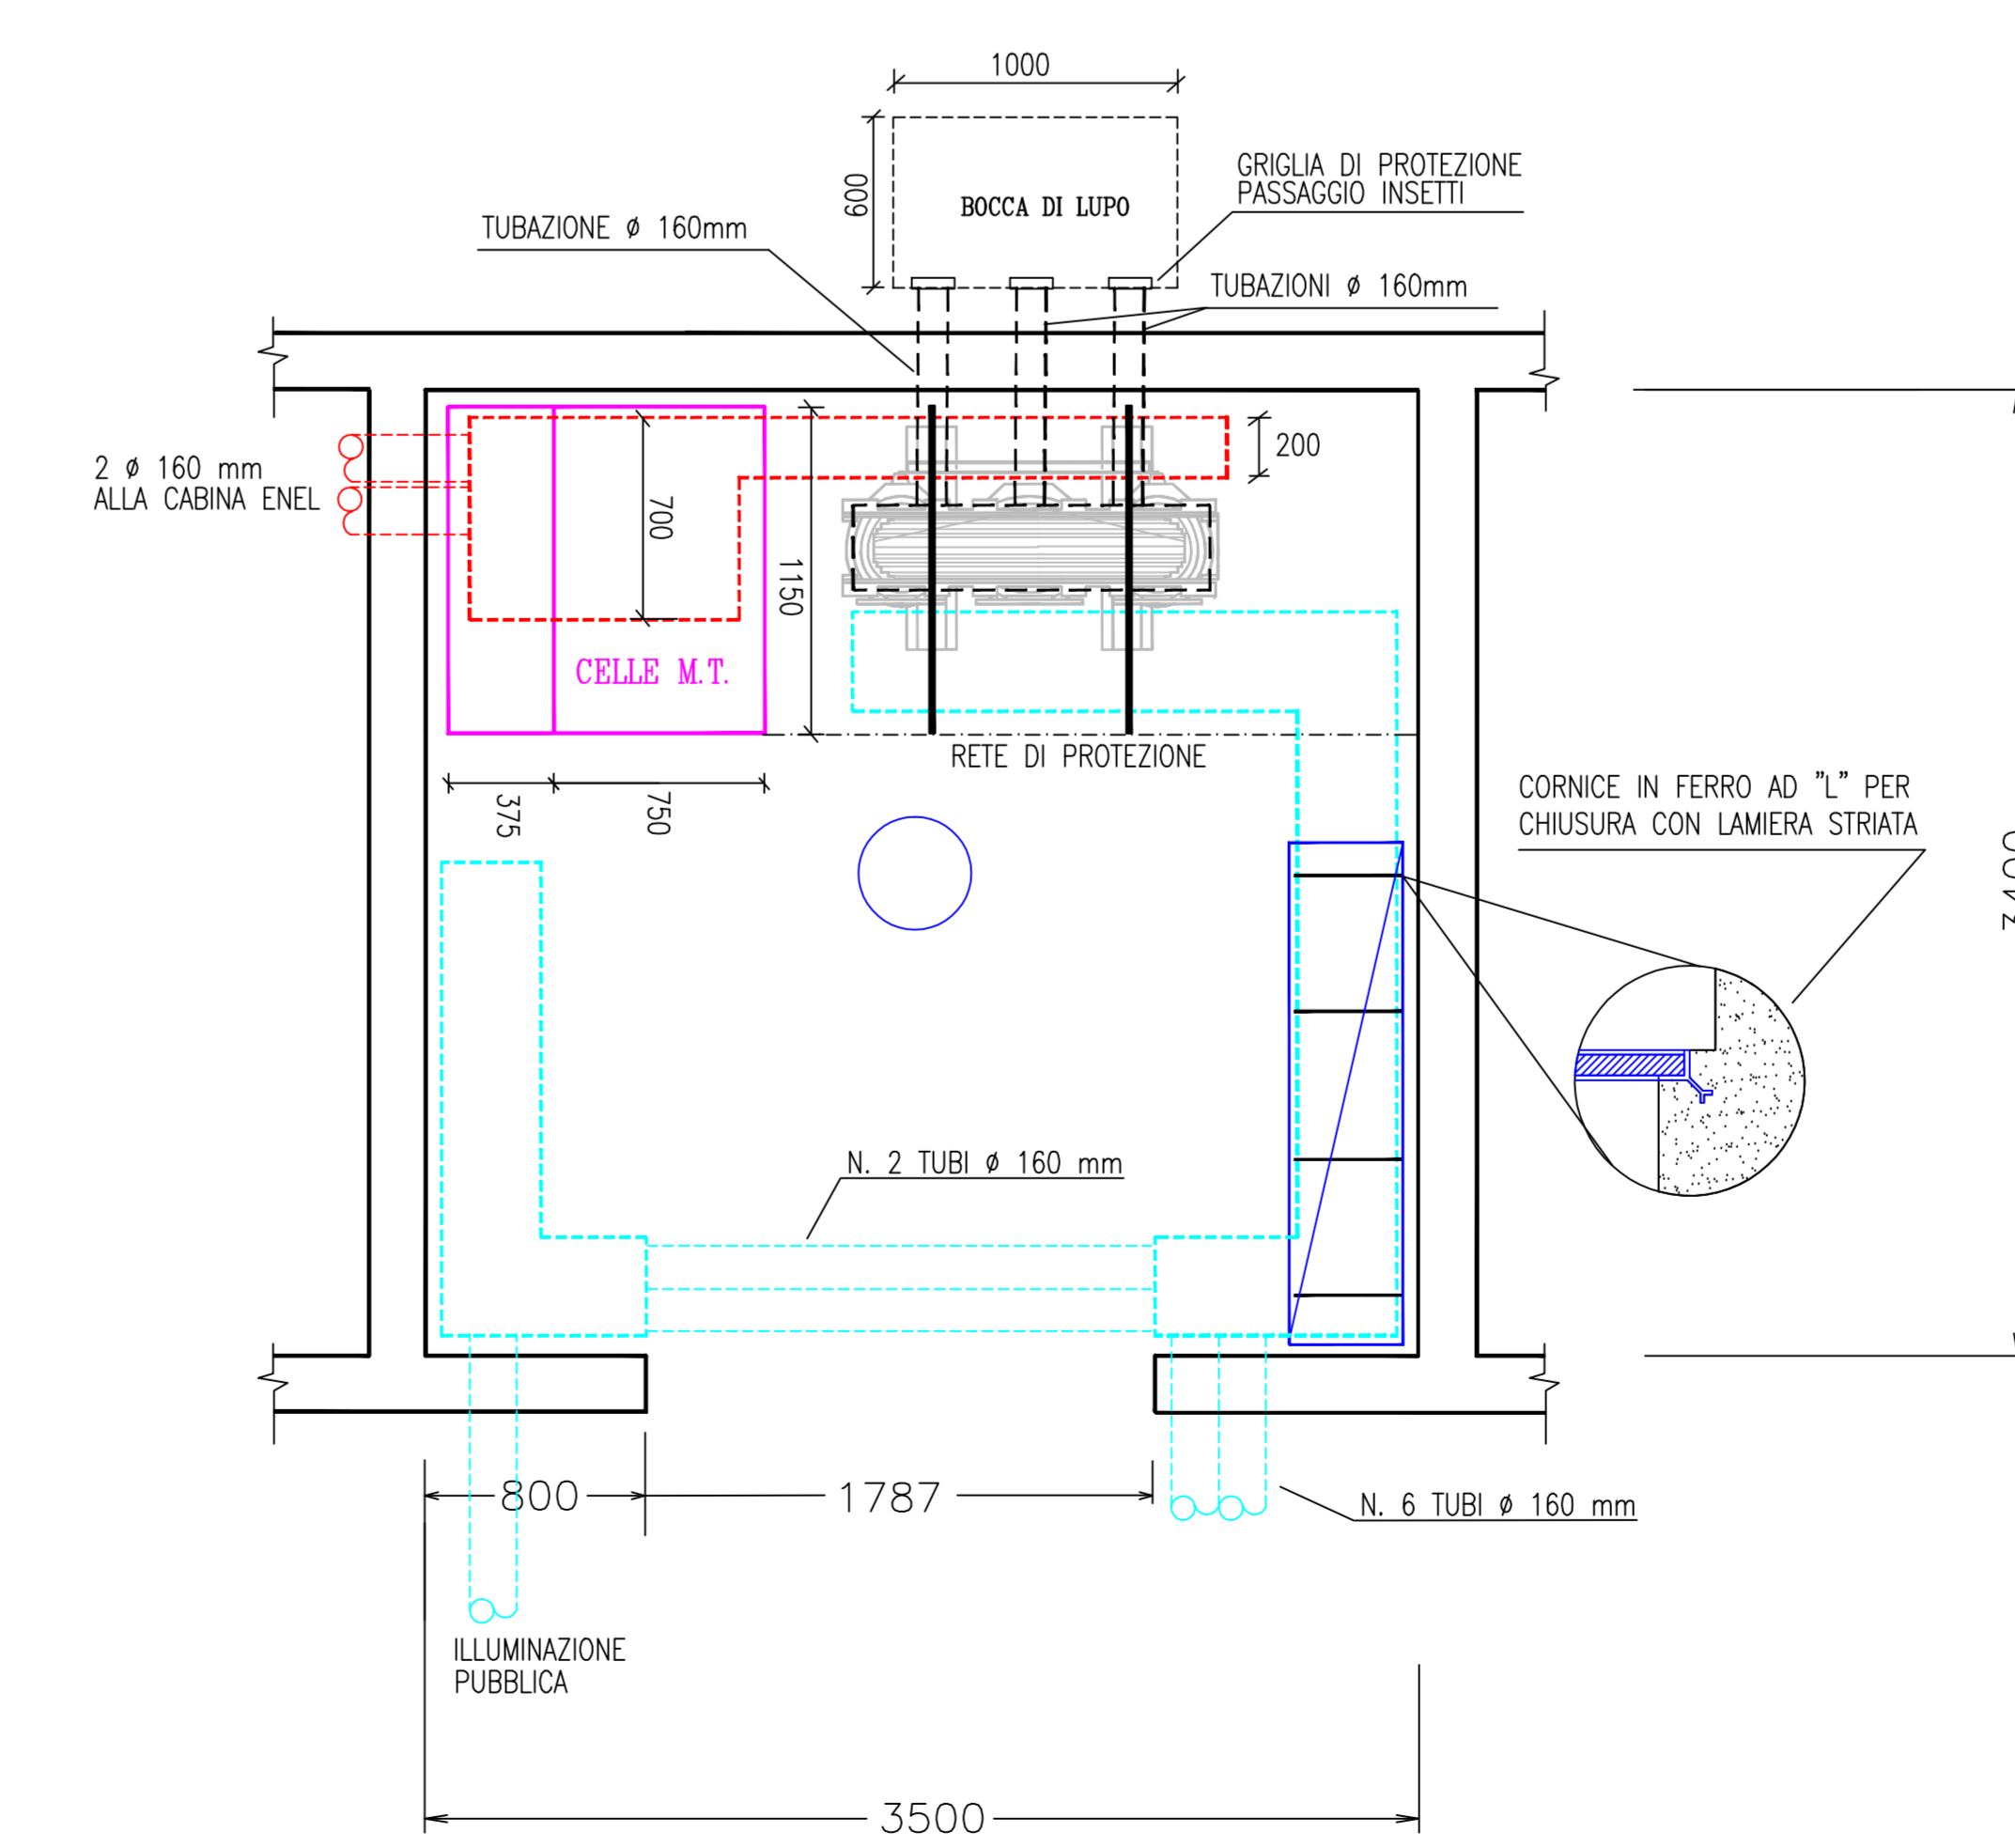 1000
600
BOCCA DI LUPO
GRIGLIA DI PROTEZIONE
PASSAGGIO INSETTI
TUBAZIONE ø 160mm
TUBAZIONI ø 160mm
2 ø 160 mm
ALLA CABINA ENEL
200
700
1150
CELLE M.T.
RETE DI PROTEZIONE
375
750
CORNICE IN FERRO AD "L" PER
CHIUSURA CON LAMIERA STRIATA
N. 2 TUBI ø 160 mm
800
1787
N. 6 TUBI ø 160 mm
ILLUMINAZIONE
PUBBLICA
3500